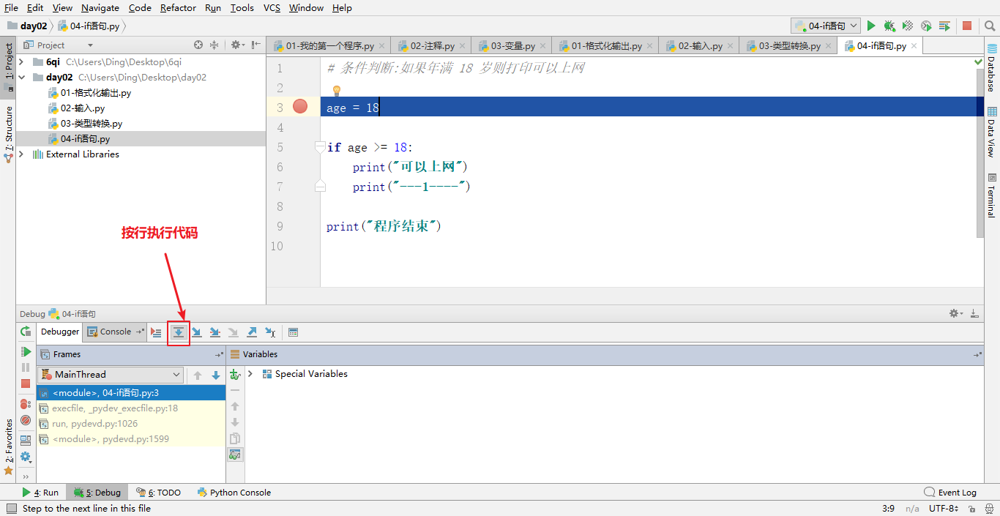 File Edit View Navigate Code Refactor Run Tools VCS Window Help
day02 04-if语句.py 04-if语句
1: Project
7: Structure
2: Favorites
Project
6qi C:\Users\Ding\Desktop\6qi
day02 C:\Users\Ding\Desktop\day02
01-格式化输出.py
02-输入.py
03-类型转换.py
04-if语句.py
External Libraries
按行执行代码
01-我的第一个程序.py 02-注释.py 03-变量.py 01-格式化输出.py 02-输入.py 03-类型转换.py 04-if语句.py
1 # 条件判断:如果年满 18 岁则打印可以上网
2
3 age = 18
4
5 if age >= 18:
6 print("可以上网")
7 print("---1----")
8
9 print("程序结束")
10
Database
Data View
Terminal
Debug 04-if语句
Debugger Console
Frames Variables
MainThread
Special Variables
<module>, 04-if语句.py:3
execfile, _pydev_execfile.py:18
run, pydevd.py:1026
<module>, pydevd.py:1599
4: Run 5: Debug 6: TODO Python Console Event Log
Step to the next line in this file 3:9 n/a UTF-8